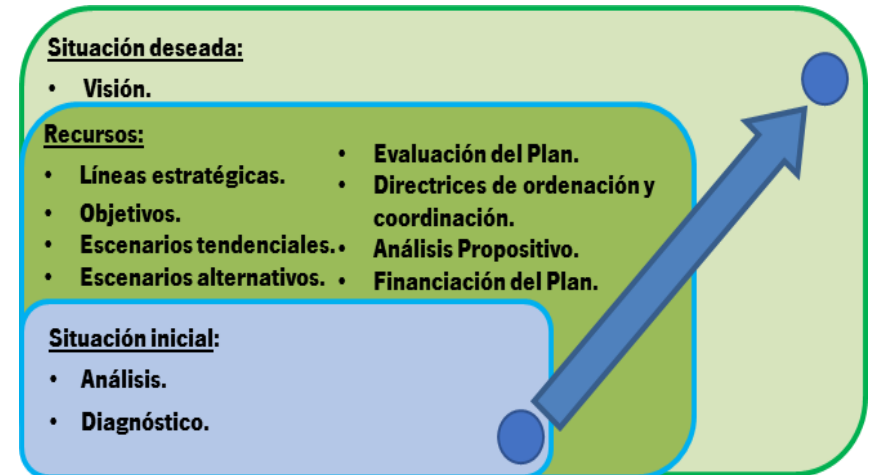 Situación deseada:
• Visión.
Recursos:
• Líneas estratégicas.
• Objetivos.
• Escenarios tendenciales.
• Escenarios alternativos.
• Evaluación del Plan.
• Directrices de ordenación y
coordinación.
• Análisis Propositivo.
• Financiación del Plan.
Situación inicial:
• Análisis.
• Diagnóstico.